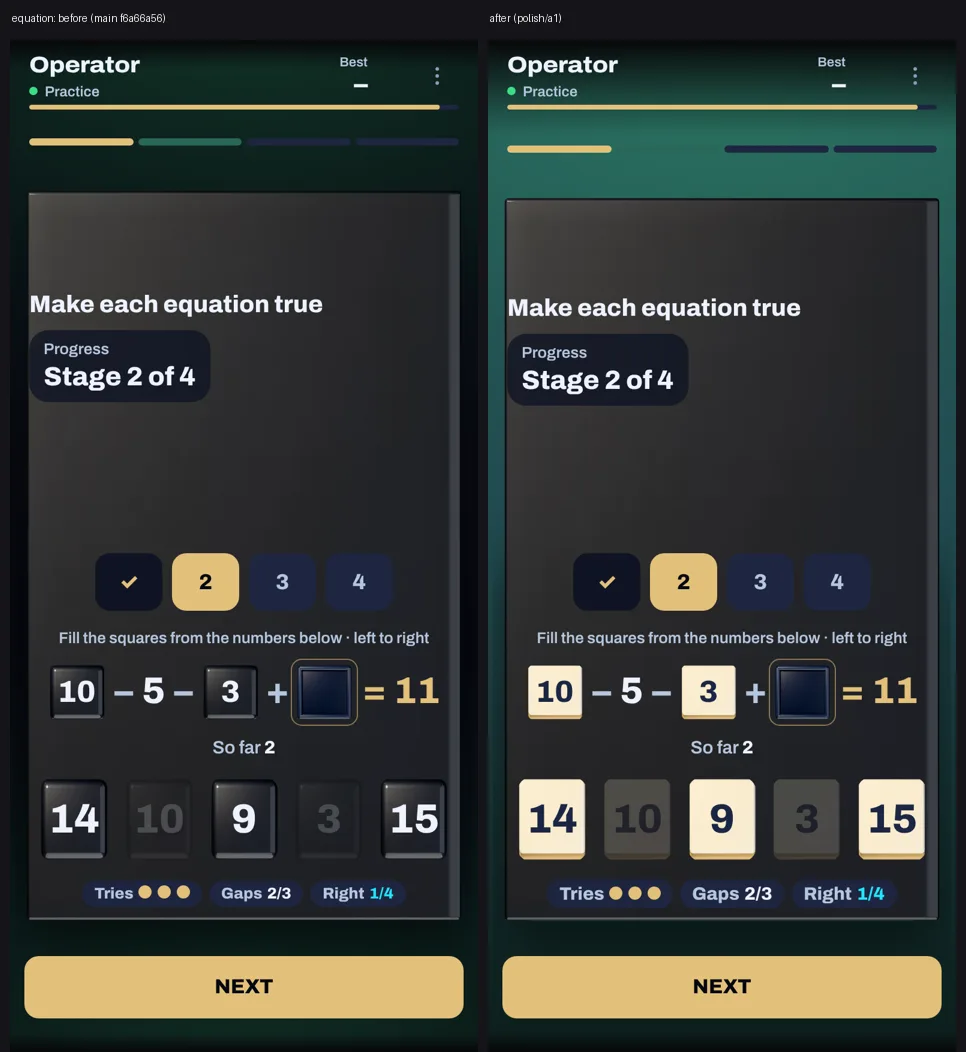 equation: before (main f6a66a56)
Operator
Best
–
Practice
Make each equation true
Progress
Stage 2 of 4
✓ 2 3 4
Fill the squares from the numbers below · left to right
10 – 5 – 3 + = 11
So far 2
14 10 9 3 15
Tries Gaps 2/3 Right 1/4
NEXT
after (polish/a1)
Operator
Best
–
Practice
Make each equation true
Progress
Stage 2 of 4
✓ 2 3 4
Fill the squares from the numbers below · left to right
10 – 5 – 3 + = 11
So far 2
14 10 9 3 15
Tries Gaps 2/3 Right 1/4
NEXT